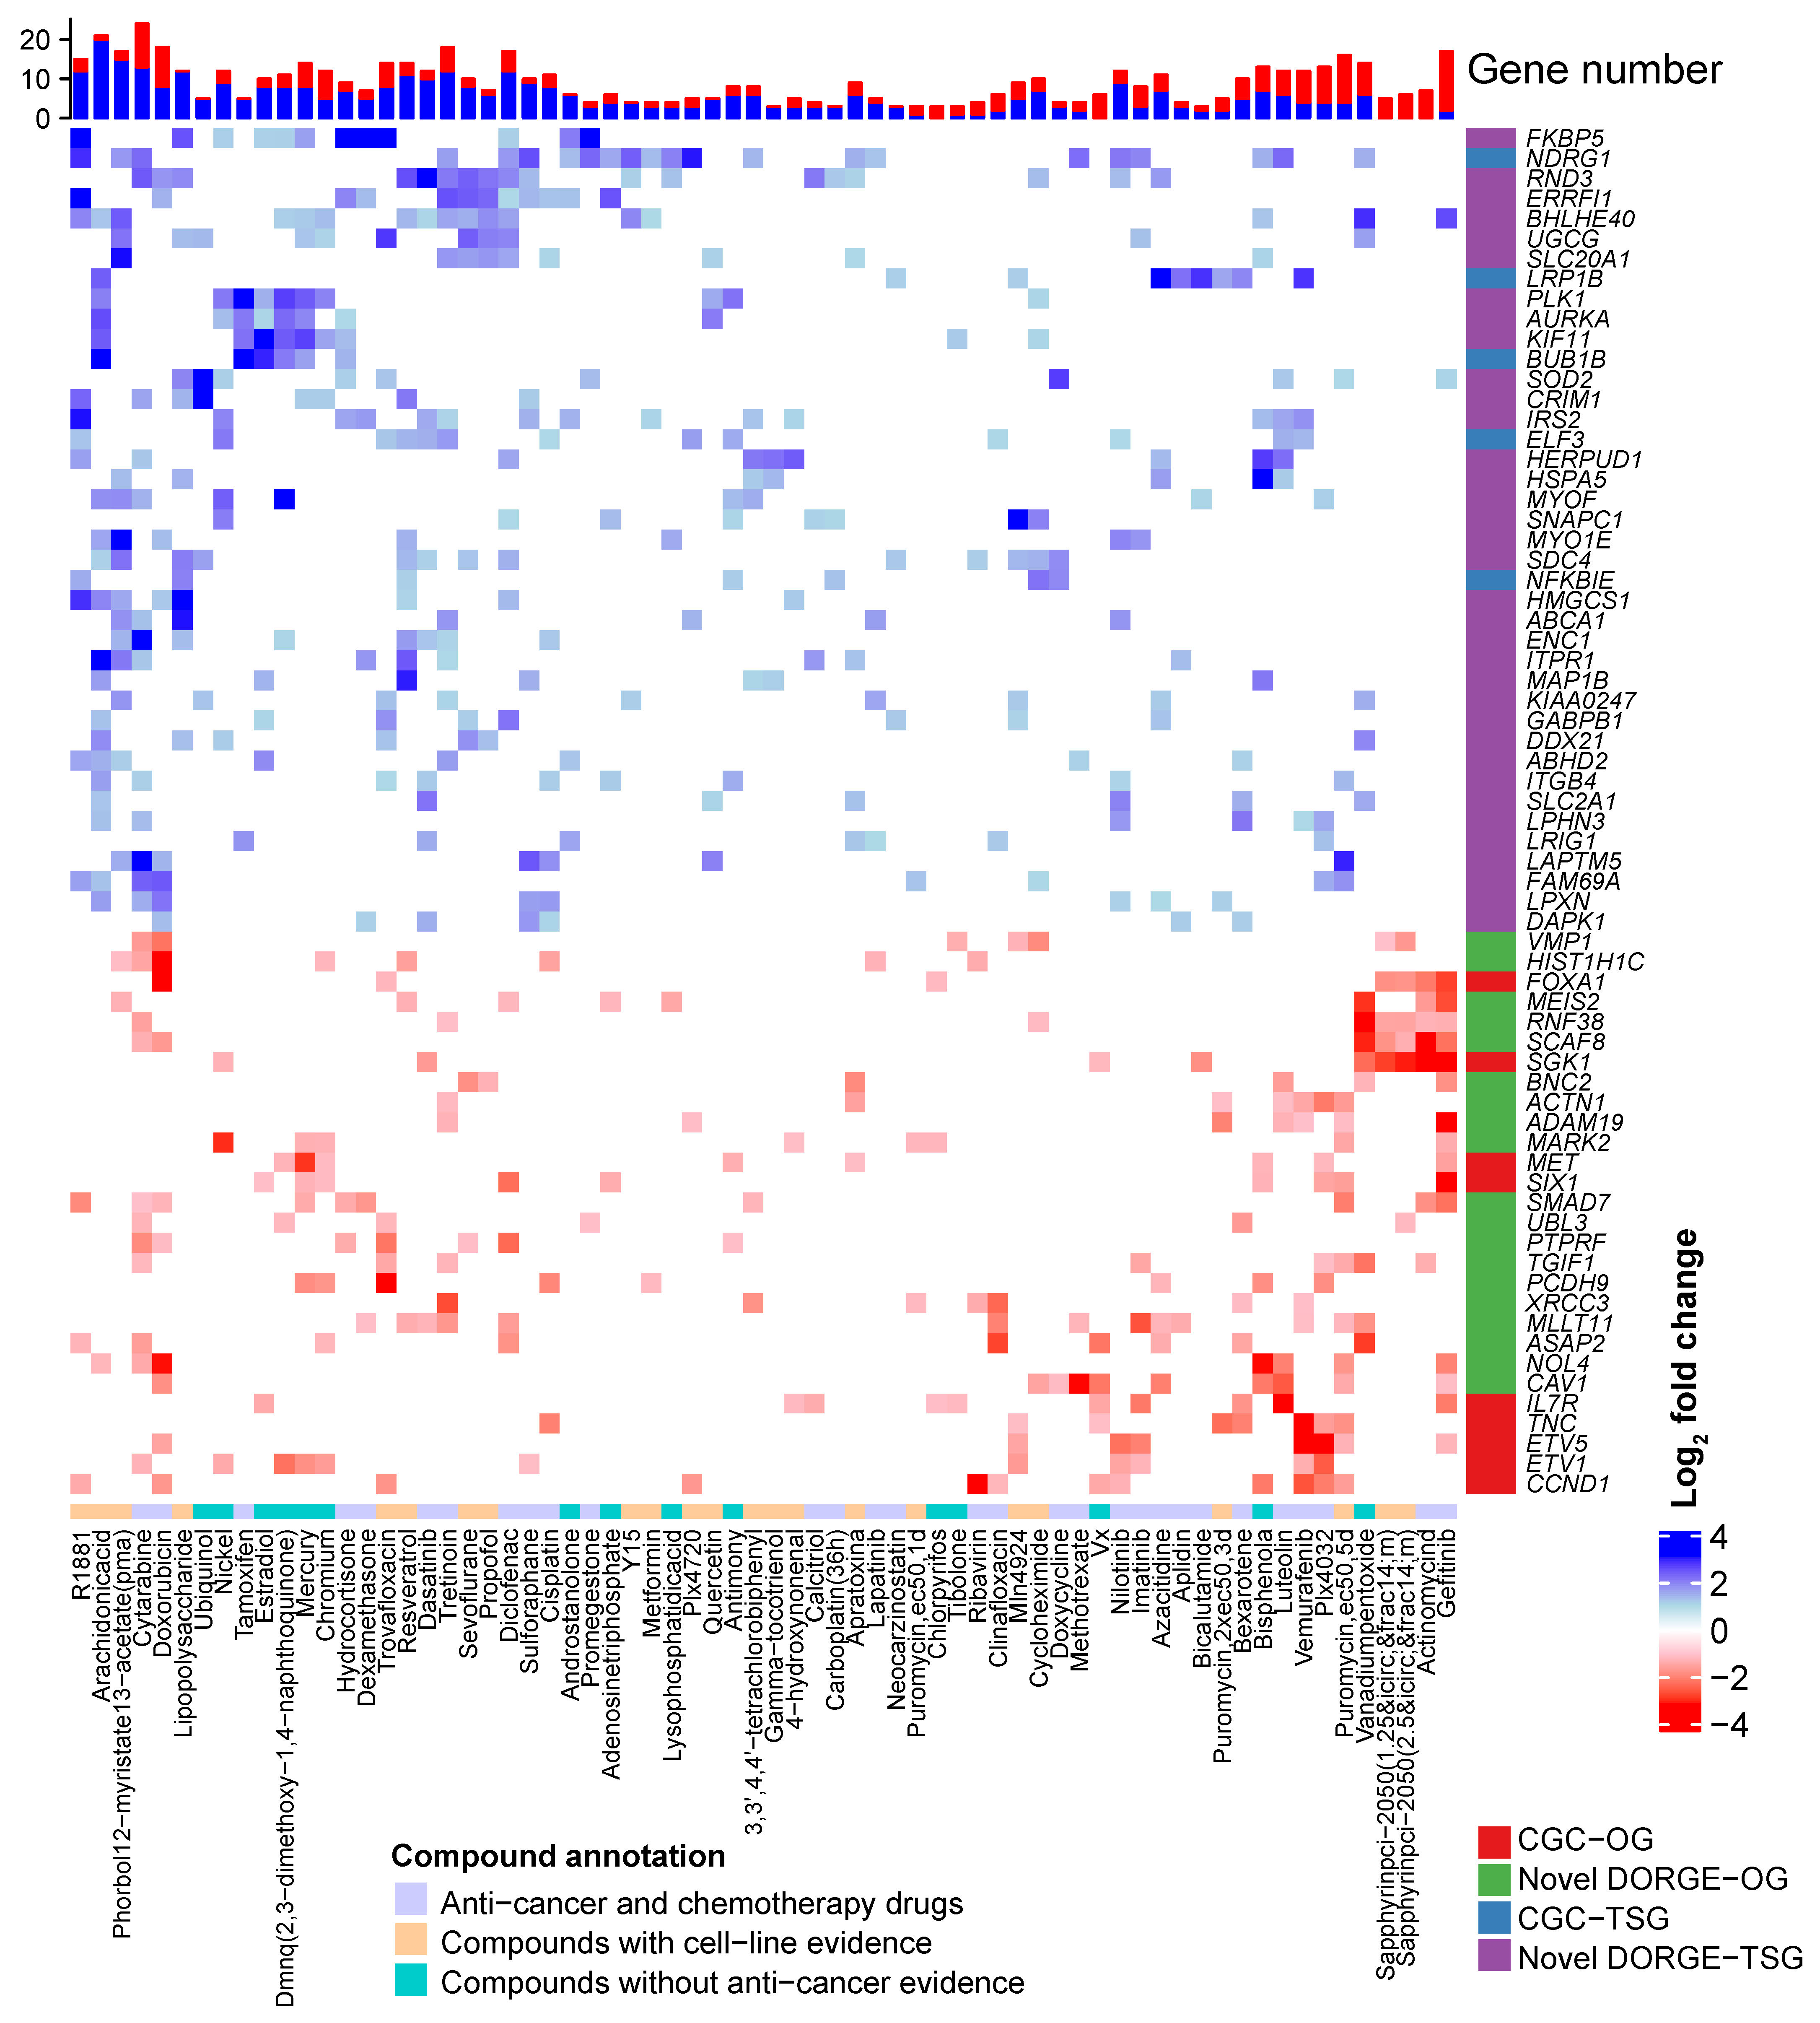 20
10
0
Gene number
FKBP5
NDRG1
RND3
ERRFI1
BHLHE40
UGCG
SLC20A1
LRP1B
PLK1
AURKA
KIF11
BUB1B
SOD2
CRIM1
IRS2
ELF3
HERPUD1
HSPA5
MYOF
SNAPC1
MYO1E
SDC4
NFKBIE
HMGCS1
ABCA1
ENC1
ITPR1
MAP1B
KIAA0247
GABPB1
DDX21
ABHD2
ITGB4
SLC2A1
LPHN3
LRIG1
LAPTM5
FAM69A
LPXN
DAPK1
VMP1
HIST1H1C
FOXA1
MEIS2
RNF38
SCAF8
SGK1
BNC2
ACTN1
ADAM19
MARK2
MET
SIX1
SMAD7
UBL3
PTPRF
TGIF1
PCDH9
XRCC3
MLLT11
ASAP2
NOL4
CAV1
IL7R
TNC
ETV5
ETV1
CCND1
R1881
Arachidonicacid
Phorbol12−myristate13−acetate(pma)
Cytarabine
Doxorubicin
Lipopolysaccharide
Ubiquinol
Nickel
Tamoxifen
Estradiol
Dmnq(2,3−dimethoxy−1,4−naphthoquinone)
Mercury
Chromium
Hydrocortisone
Dexamethasone
Trovafloxacin
Resveratrol
Dasatinib
Tretinoin
Sevoflurane
Propofol
Diclofenac
Sulforaphane
Cisplatin
Androstanolone
Promegestone
Adenosinetriphosphate
Y15
Metformin
Lysophosphatidicacid
Plx4720
Quercetin
Antimony
3,3',4,4'−tetrachlorobiphenyl
Gamma−tocotrienol
4−hydroxynonenal
Calcitriol
Carboplatin(36h)
Apratoxina
Lapatinib
Neocarzinostatin
Puromycin,ec50,1d
Chlorpyrifos
Tibolone
Ribavirin
Clinafloxacin
Mln4924
Cycloheximide
Doxycycline
Methotrexate
Vx
Nilotinib
Imatinib
Azacitidine
Aplidin
Bicalutamide
Puromycin,2xec50,3d
Bexarotene
Bisphenola
Luteolin
Vemurafenib
Plx4032
Puromycin,ec50,5d
Vanadiumpentoxide
Sapphyrinpci−2050(1.25&icirc;&frac14;m)
Sapphyrinpci−2050(2.5&icirc;&frac14;m)
Actinomycind
Gefitinib
Log2 fold change
4
2
0
−2
−4
Compound annotation
Anti−cancer and chemotherapy drugs
Compounds with cell−line evidence
Compounds without anti−cancer evidence
CGC−OG
Novel DORGE−OG
CGC−TSG
Novel DORGE−TSG